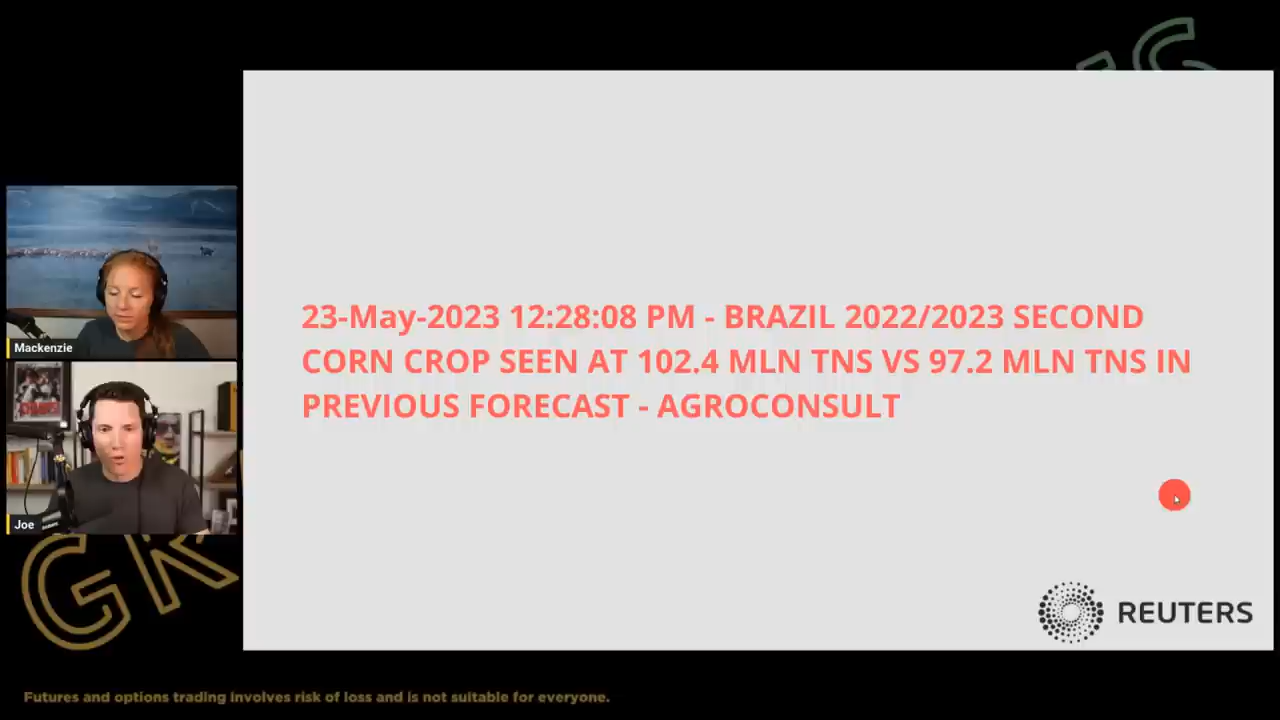 23-May-2023 12:28:08 PM - BRAZIL 2022/2023 SECOND
CORN CROP SEEN AT 102.4 MLN TNS VS 97.2 MLN TNS IN
PREVIOUS FORECAST - AGROCONSULT
Mackenzie
Joe
REUTERS
Futures and options trading involves risk of loss and is not suitable for everyone.